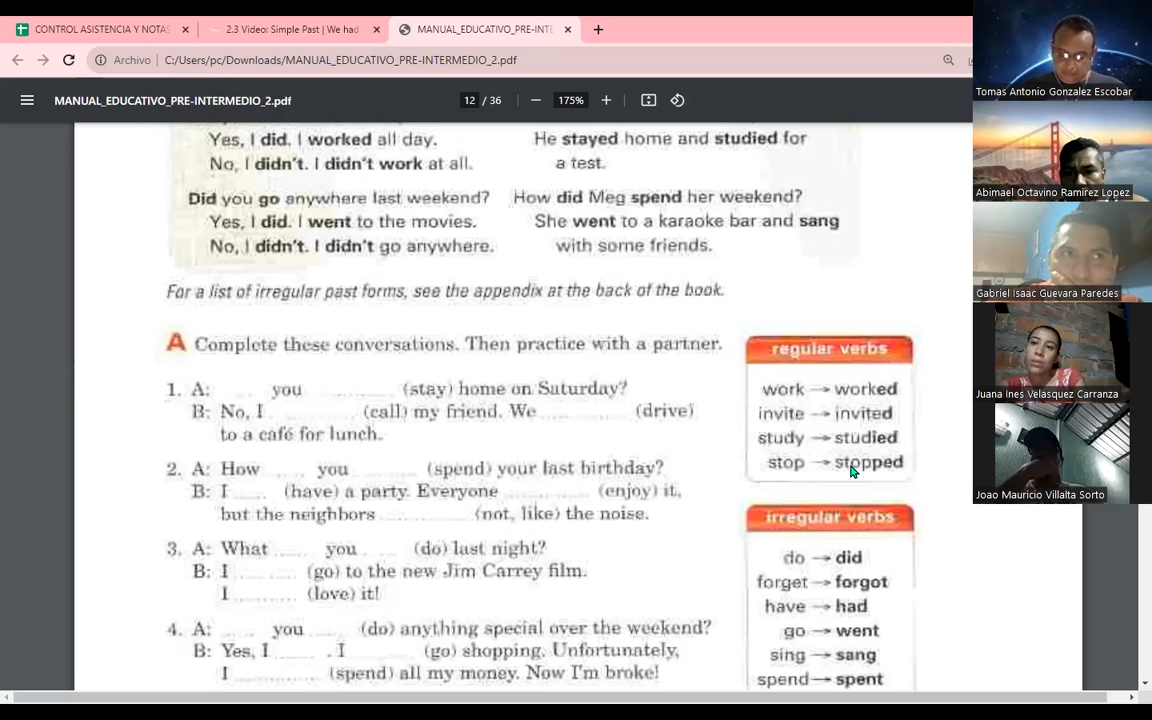 CONTROL ASISTENCIA Y NOTAS
2.3 Video: Simple Past | We had
MANUAL_EDUCATIVO_PRE-INTE
Archivo
C:/Users/pc/Downloads/MANUAL_EDUCATIVO_PRE-INTERMEDIO_2.pdf
MANUAL_EDUCATIVO_PRE-INTERMEDIO_2.pdf
12 / 36
175%
Yes, I did. I worked all day.
No, I didn't. I didn't work at all.
He stayed home and studied for
a test.
Did you go anywhere last weekend?
Yes, I did. I went to the movies.
No, I didn't. I didn't go anywhere.
How did Meg spend her weekend?
She went to a karaoke bar and sang
with some friends.
For a list of irregular past forms, see the appendix at the back of the book.
A Complete these conversations. Then practice with a partner.
1. A: ..... you .......... (stay) home on Saturday?
B: No, I .......... (call) my friend. We .......... (drive)
to a café for lunch.
2. A: How ..... you .......... (spend) your last birthday?
B: I ..... (have) a party. Everyone .......... (enjoy) it,
but the neighbors .......... (not, like) the noise.
3. A: What ..... you ..... (do) last night?
B: I .......... (go) to the new Jim Carrey film.
I .......... (love) it!
4. A: ..... you ..... (do) anything special over the weekend?
B: Yes, I ..... . I .......... (go) shopping. Unfortunately,
I .......... (spend) all my money. Now I'm broke!
regular verbs
work → worked
invite → invited
study → studied
stop → stopped
irregular verbs
do → did
forget → forgot
have → had
go → went
sing → sang
spend → spent
Tomas Antonio Gonzalez Escobar
Abimael Octavino Ramírez Lopez
Gabriel Isaac Guevara Paredes
Juana Ines Velasquez Carranza
Joao Mauricio Villalta Sorto